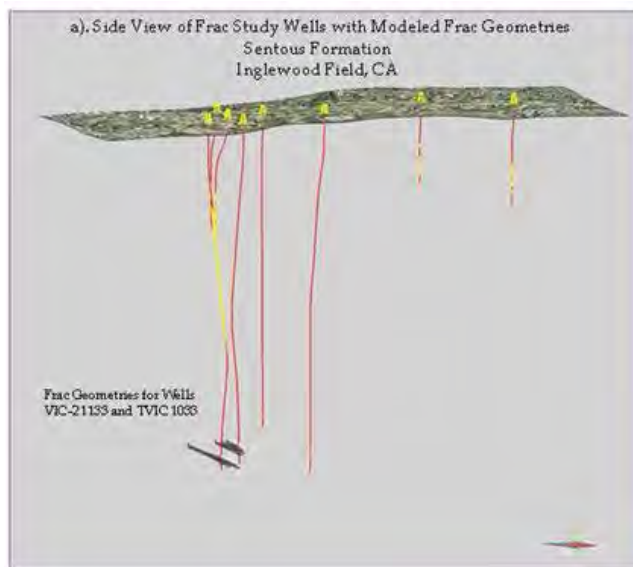 a). Side View of Frac Study Wells with Modeled Frac Geometries
Sentous Formation
Inglewood Field, CA
Frac Geometries for Wells
VIC-21133 and TVIC 1033